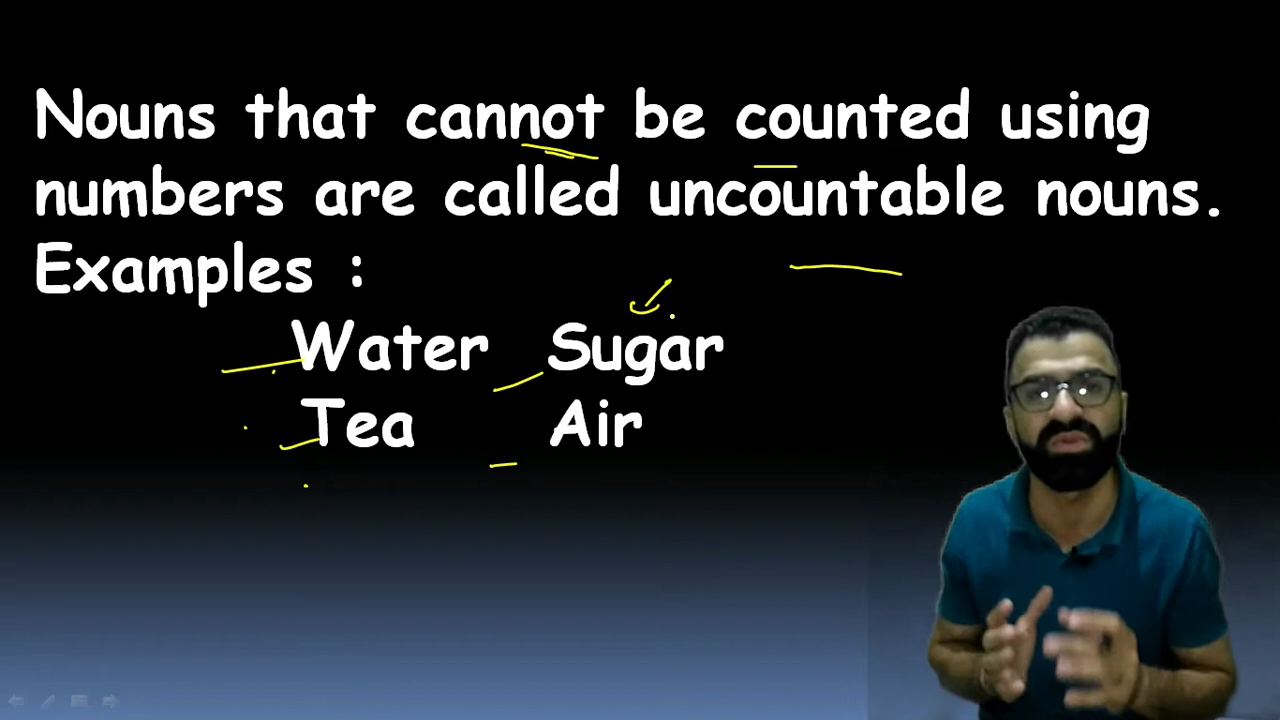 Nouns that cannot be counted using
numbers are called uncountable nouns.
Examples :
Water Sugar
Tea Air